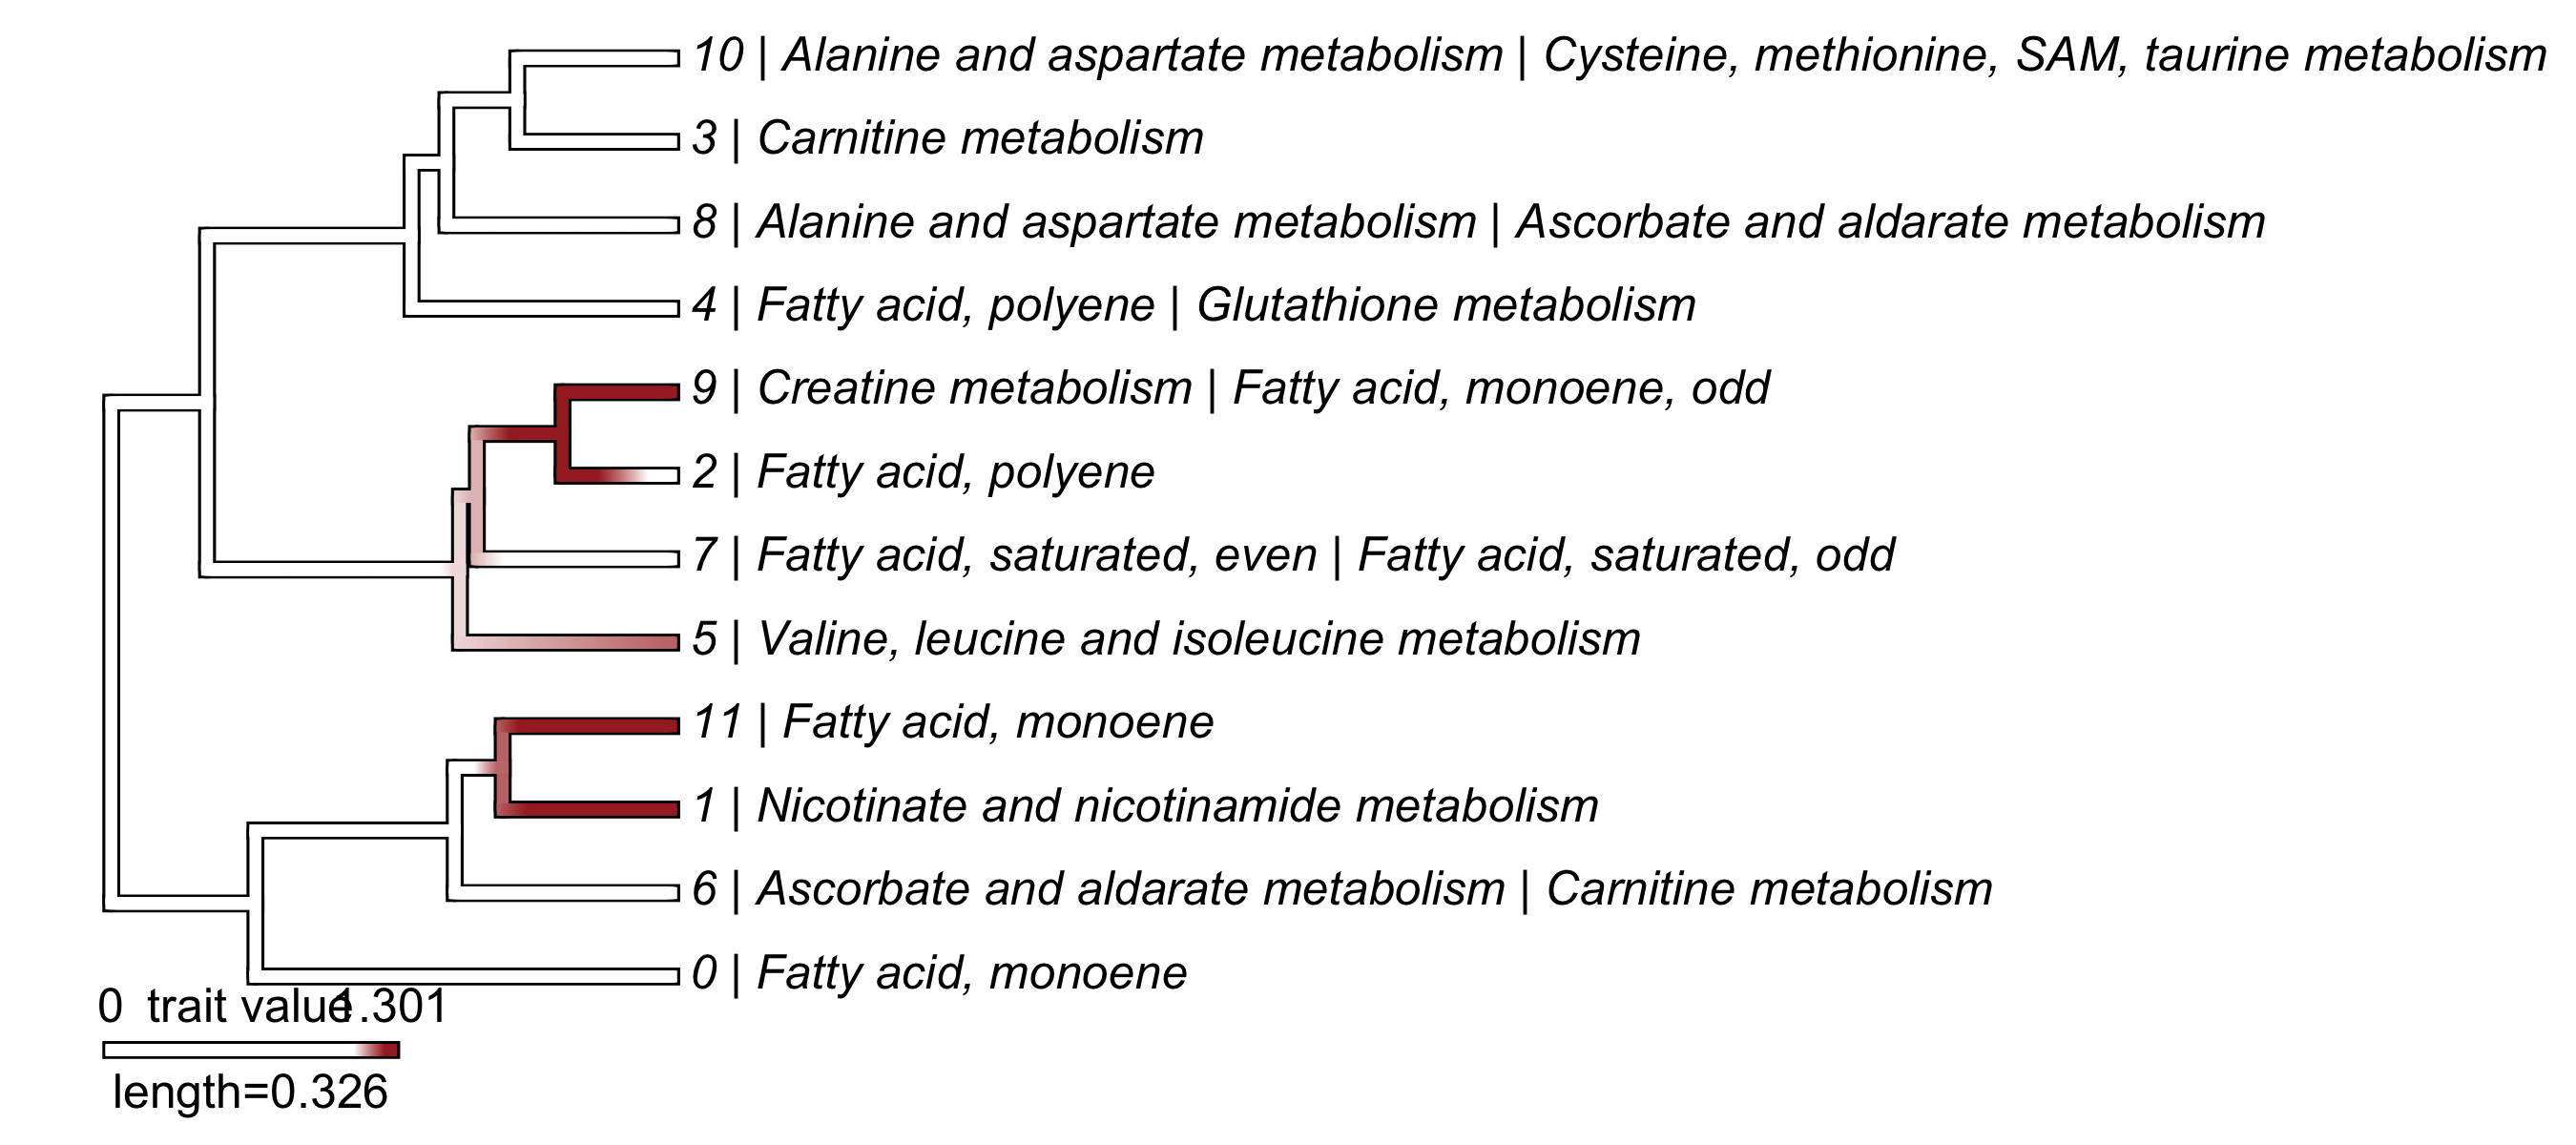 10 | Alanine and aspartate metabolism | Cysteine, methionine, SAM, taurine metabolism
3 | Carnitine metabolism
8 | Alanine and aspartate metabolism | Ascorbate and aldarate metabolism
4 | Fatty acid, polyene | Glutathione metabolism
9 | Creatine metabolism | Fatty acid, monoene, odd
2 | Fatty acid, polyene
7 | Fatty acid, saturated, even | Fatty acid, saturated, odd
5 | Valine, leucine and isoleucine metabolism
11 | Fatty acid, monoene
1 | Nicotinate and nicotinamide metabolism
6 | Ascorbate and aldarate metabolism | Carnitine metabolism
0 | Fatty acid, monoene
0 trait value 1.301
length=0.326